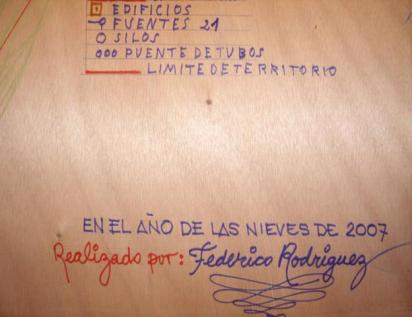 EDIFICIOS
FUENTES 21
SILOS
PUENTE DE TUBOS
LIMITE DE TERRITORIO
EN EL AÑO DE LAS NIEVES DE 2007
Realizado por: Federico Rodriguez